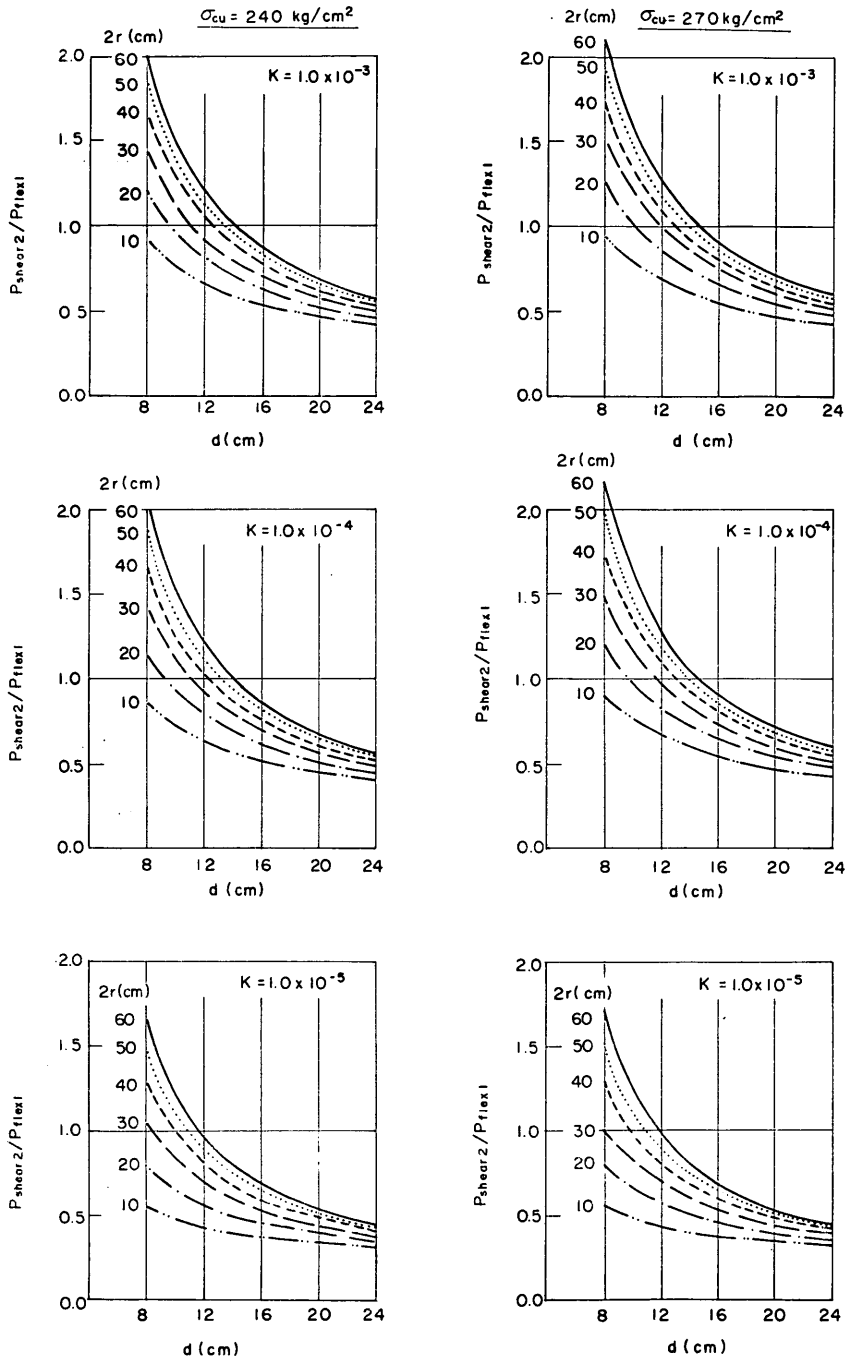 σcu = 240 kg/cm²
2r (cm)
60
50
40
30
20
10
K = 1.0 x 10⁻³
2.0
1.5
1.0
0.5
0.0
Pshear2/Pflex1
8 12 16 20 24
d (cm)
σcu = 270 kg/cm²
2r(cm)
60
50
40
30
20
10
K = 1.0 x 10⁻³
2.0
1.5
1.0
0.5
0.0
Pshear2/Pflex1
8 12 16 20 24
d (cm)
2r(cm)
60
50
40
30
20
10
K = 1.0 x 10⁻⁴
2.0
1.5
1.0
0.5
0.0
Pshear2/Pflex1
8 12 16 20 24
d (cm)
2r(cm)
60
50
40
30
20
10
K = 1.0 x 10⁻⁴
2.0
1.5
1.0
0.5
0.0
Pshear2/Pflex1
8 12 16 20 24
d (cm)
2r(cm)
60
50
40
30
20
10
K = 1.0 x 10⁻⁵
2.0
1.5
1.0
0.5
0.0
Pshear2/Pflex1
8 12 16 20 24
d (cm)
2r(cm)
60
50
40
30
20
10
K = 1.0 x 10⁻⁵
2.0
1.5
1.0
0.5
0.0
Pshear2/Pflex1
8 12 16 20 24
d (cm)